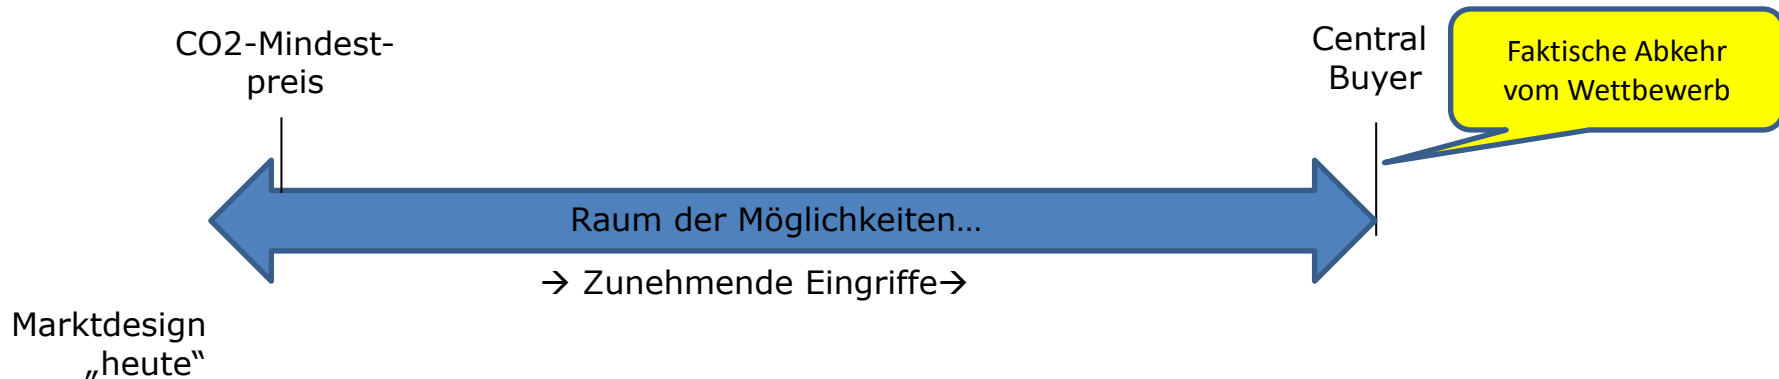 CO2-Mindest-
preis
Central
Buyer
Faktische Abkehr
vom Wettbewerb
Raum der Möglichkeiten…
→ Zunehmende Eingriffe→
Marktdesign
„heute“